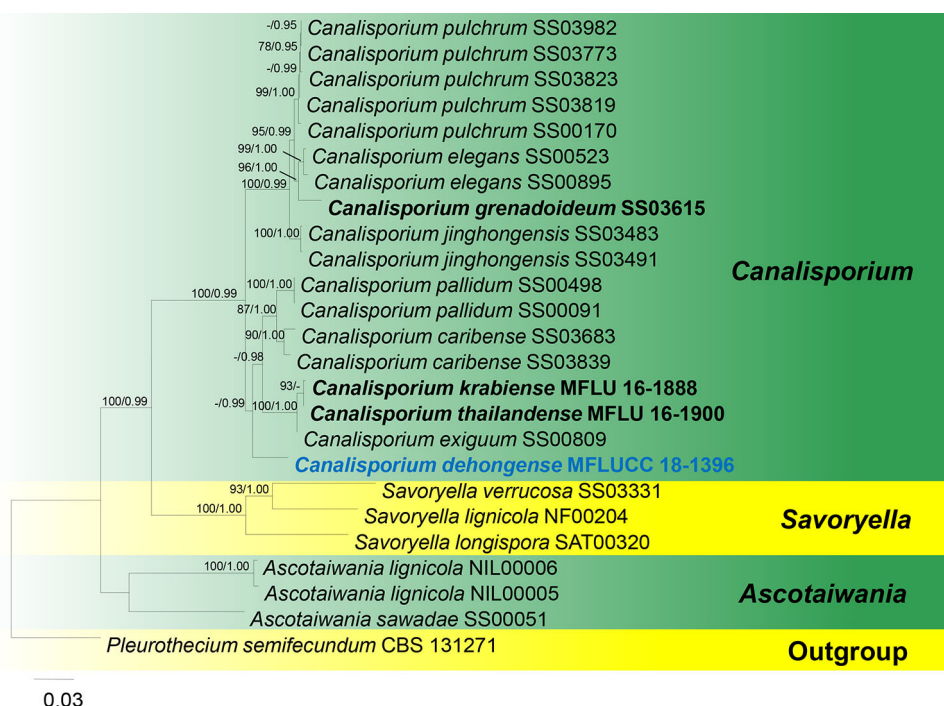 -/0.95
Canalisporium pulchrum SS03982
78/0.95
Canalisporium pulchrum SS03773
-/0.99
Canalisporium pulchrum SS03823
99/1.00
Canalisporium pulchrum SS03819
95/0.99
Canalisporium pulchrum SS00170
99/1.00
Canalisporium elegans SS00523
96/1.00
100/0.99
Canalisporium elegans SS00895
Canalisporium grenadoideum SS03615
100/1.00
Canalisporium jinghongensis SS03483
Canalisporium jinghongensis SS03491
Canalisporium
100/0.99
100/1.00
Canalisporium pallidum SS00498
87/1.00
Canalisporium pallidum SS00091
90/1.00
Canalisporium caribense SS03683
-/0.98
Canalisporium caribense SS03839
93/-
Canalisporium krabiense MFLU 16-1888
100/0.99
-/0.99
100/1.00
Canalisporium thailandense MFLU 16-1900
Canalisporium exiguum SS00809
Canalisporium dehongense MFLUCC 18-1396
93/1.00
Savoryella verrucosa SS03331
100/1.00
Savoryella lignicola NF00204
Savoryella
Savoryella longispora SAT00320
100/1.00
Ascotaiwania lignicola NIL00006
Ascotaiwania lignicola NIL00005
Ascotaiwania
Ascotaiwania sawadae SS00051
Pleurothecium semifecundum CBS 131271
Outgroup
0.03